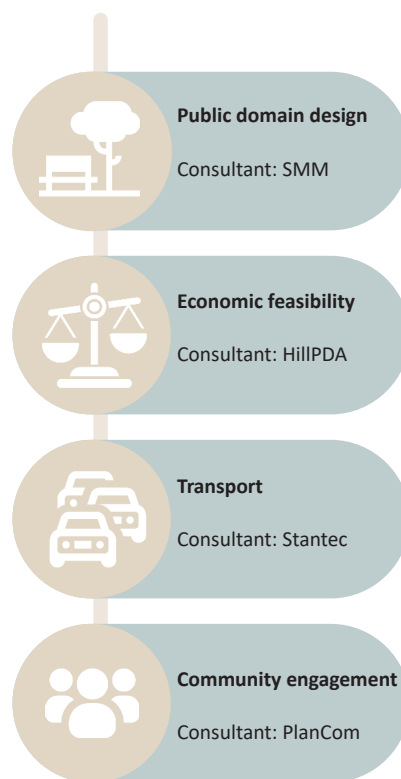 Public domain design
Consultant: SMM
Economic feasibility
Consultant: HillPDA
Transport
Consultant: Stantec
Community engagement
Consultant: PlanCom